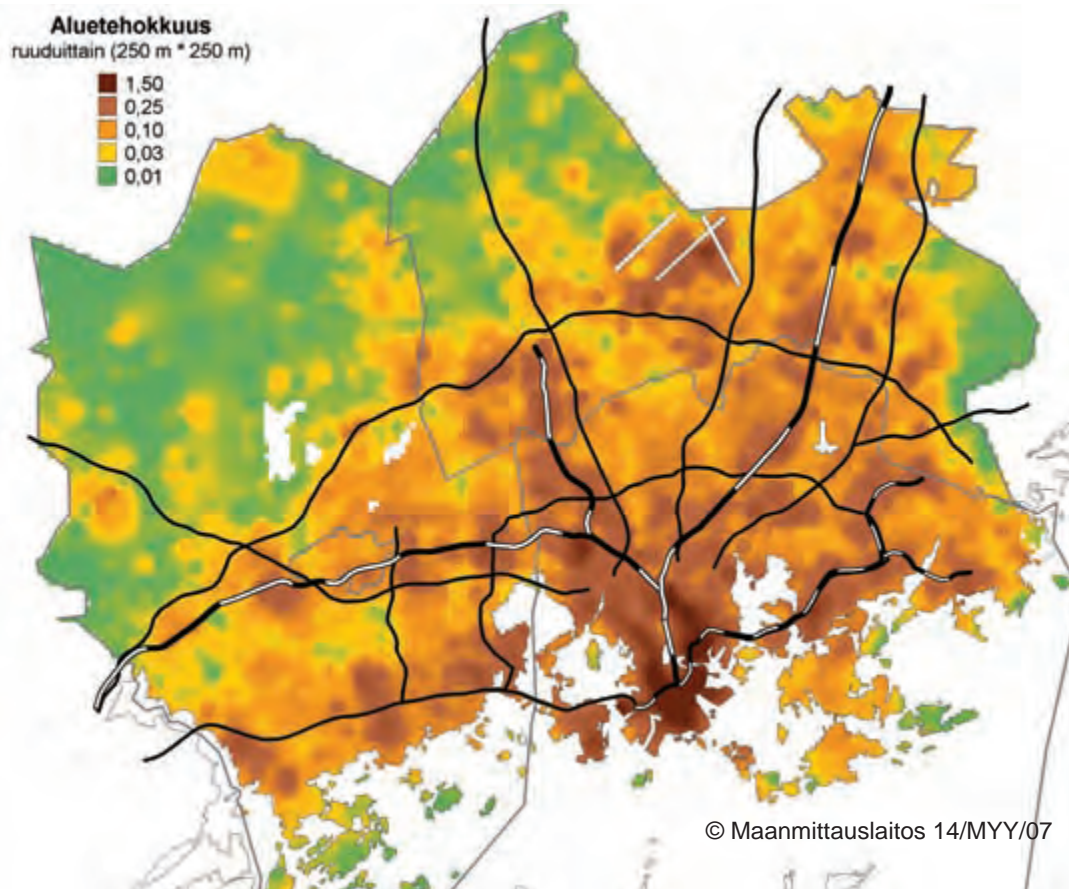 Aluetehokkuus
ruuduittain (250 m * 250 m)
1,50
0,25
0,10
0,03
0,01
© Maanmittauslaitos 14/MYY/07